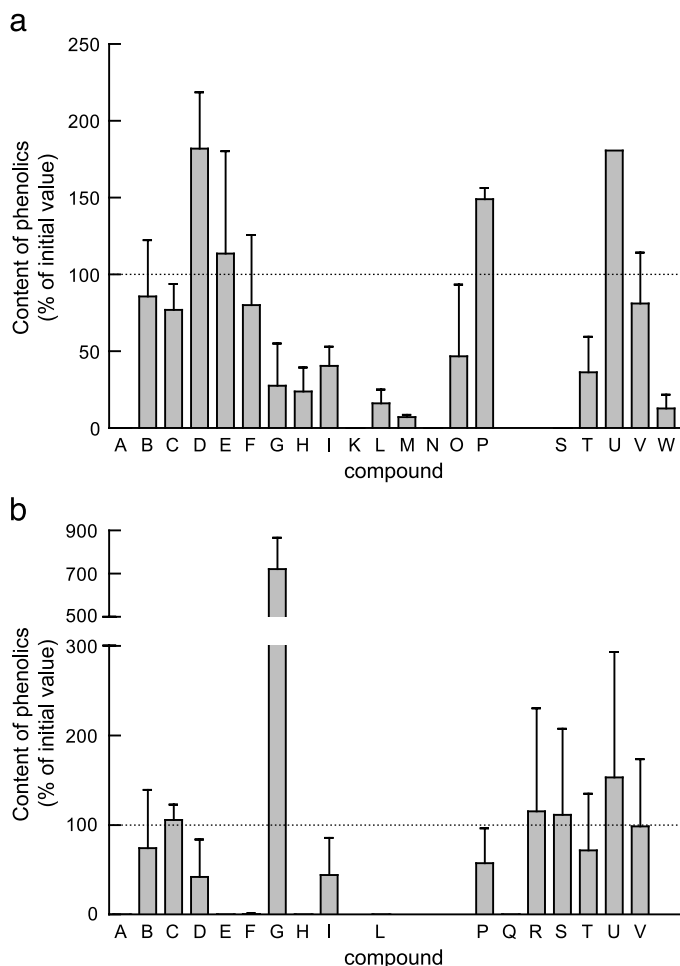 a
250
200
150
100
50
0
Content of phenolics
(% of initial value)
A B C D E F G H I K L M N O P S T U V W
compound
b
900
700
500
300
200
100
0
Content of phenolics
(% of initial value)
A B C D E F G H I L P Q R S T U V
compound